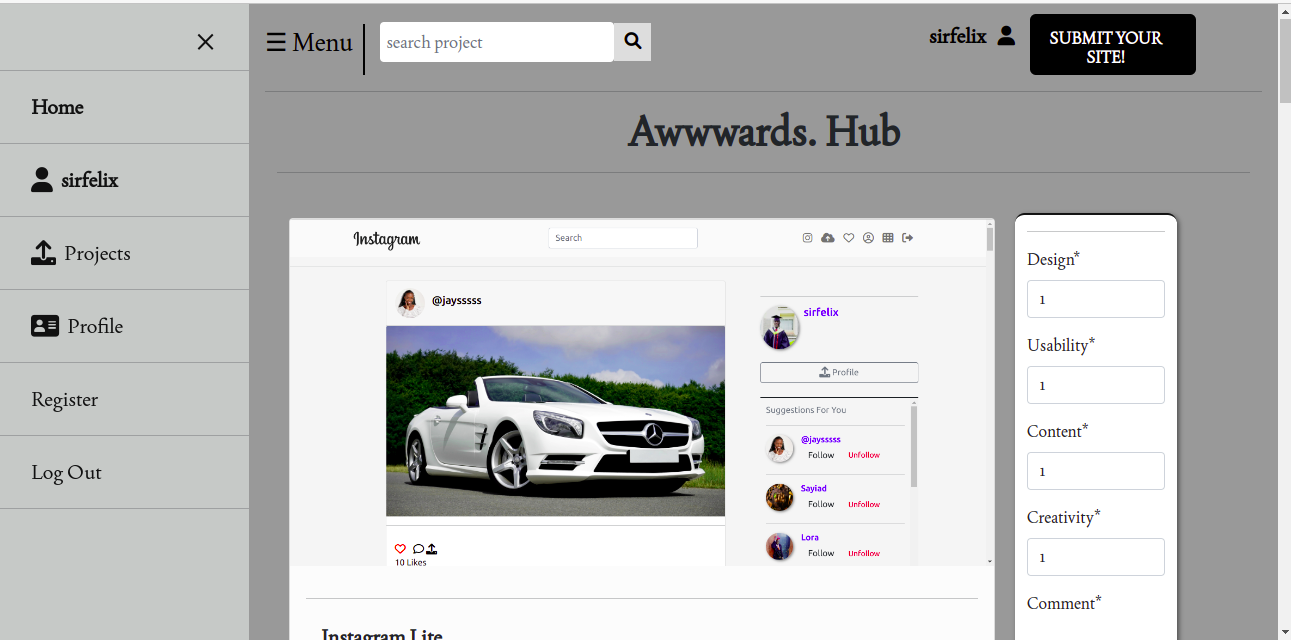 Home
sirfelix
Projects
Profile
Register
Log Out
☰ Menu
search project
sirfelix
SUBMIT YOUR
SITE!
Awwwards. Hub
Instagram
Search
@jaysssss
10 Likes
sirfelix
Profile
Suggestions For You
@jaysssss
Follow Unfollow
Sayiad
Follow Unfollow
Lora
Follow Unfollow
Instagram Lite
Design*
1
Usability*
1
Content*
1
Creativity*
1
Comment*